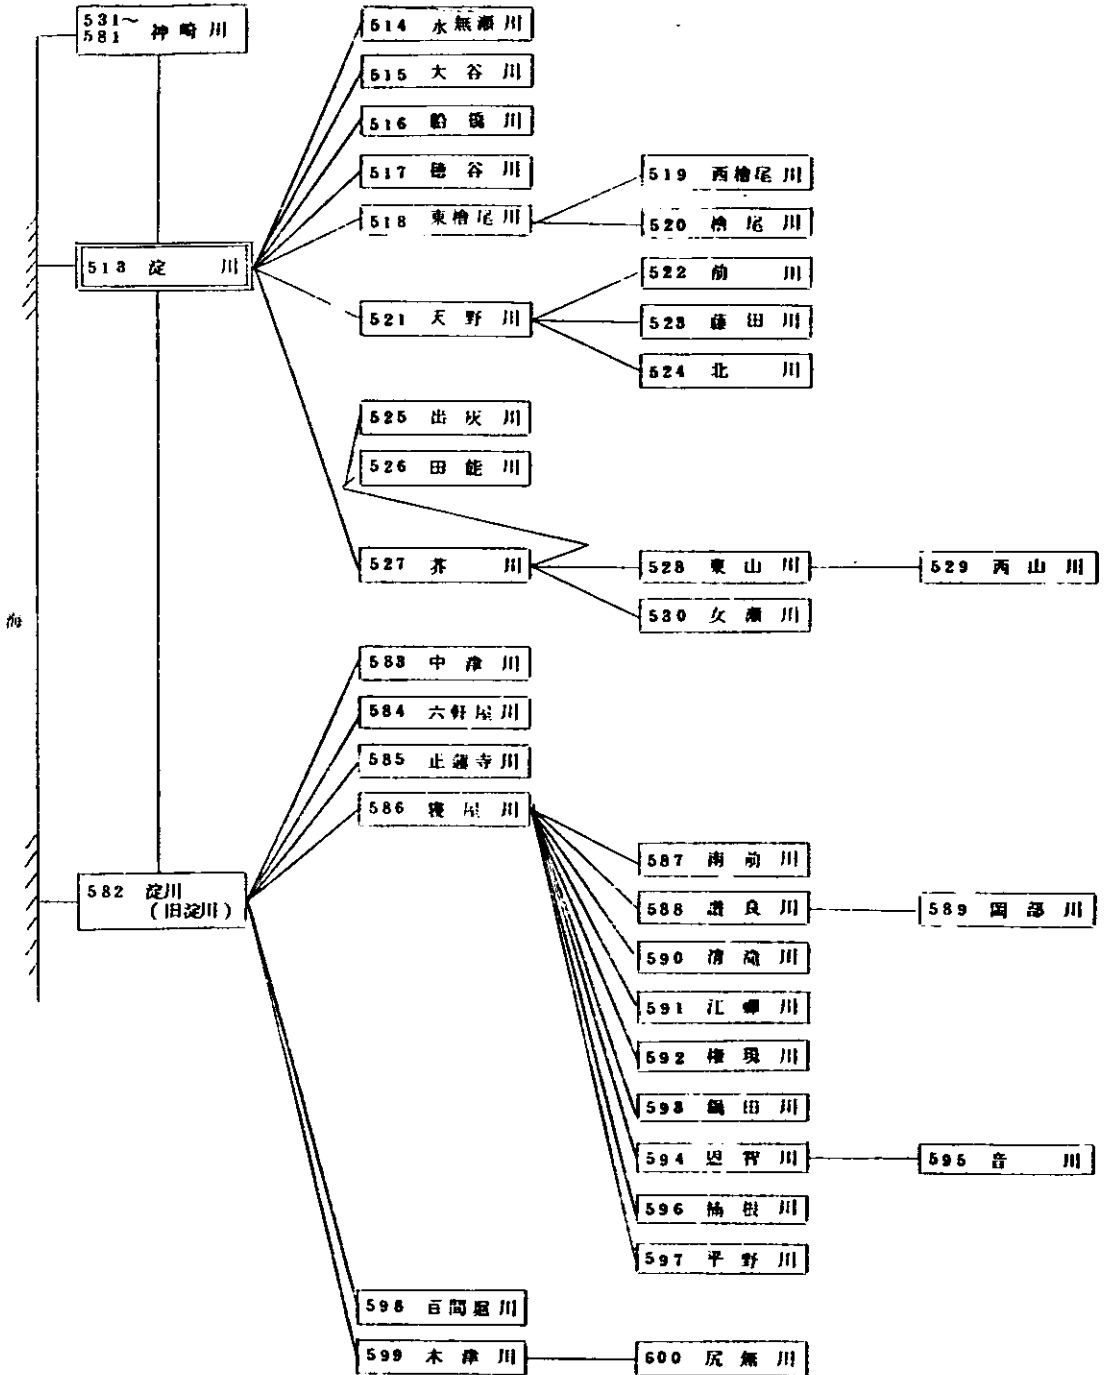 531～
581 神崎川
514 水無瀬川
515 大谷川
516 船橋川
517 穂谷川
518 東檜尾川
519 西檜尾川
520 檜尾川
513 淀川
521 天野川
522 前川
523 藤田川
524 北川
525 出灰川
526 田能川
527 芥川
528 東山川
529 西山川
530 女瀬川
海
583 中津川
584 六軒屋川
585 正蓮寺川
586 寝屋川
582 淀川
（旧淀川）
587 南前川
588 讃良川
589 岡部川
590 清滝川
591 江蝉川
592 権現川
593 鍋田川
594 恩智川
595 音川
596 楠根川
597 平野川
598 百間堀川
599 木津川
600 尻無川